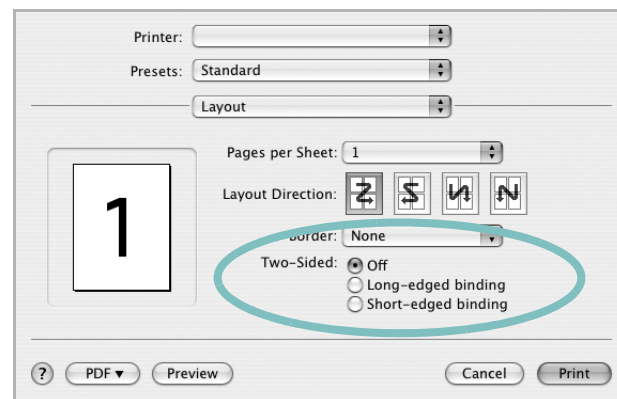 Printer:
Presets: Standard
Layout
Pages per Sheet: 1
1
Layout Direction:
Border: None
Two-Sided: Off
Long-edged binding
Short-edged binding
? PDF▼ Preview Cancel Print